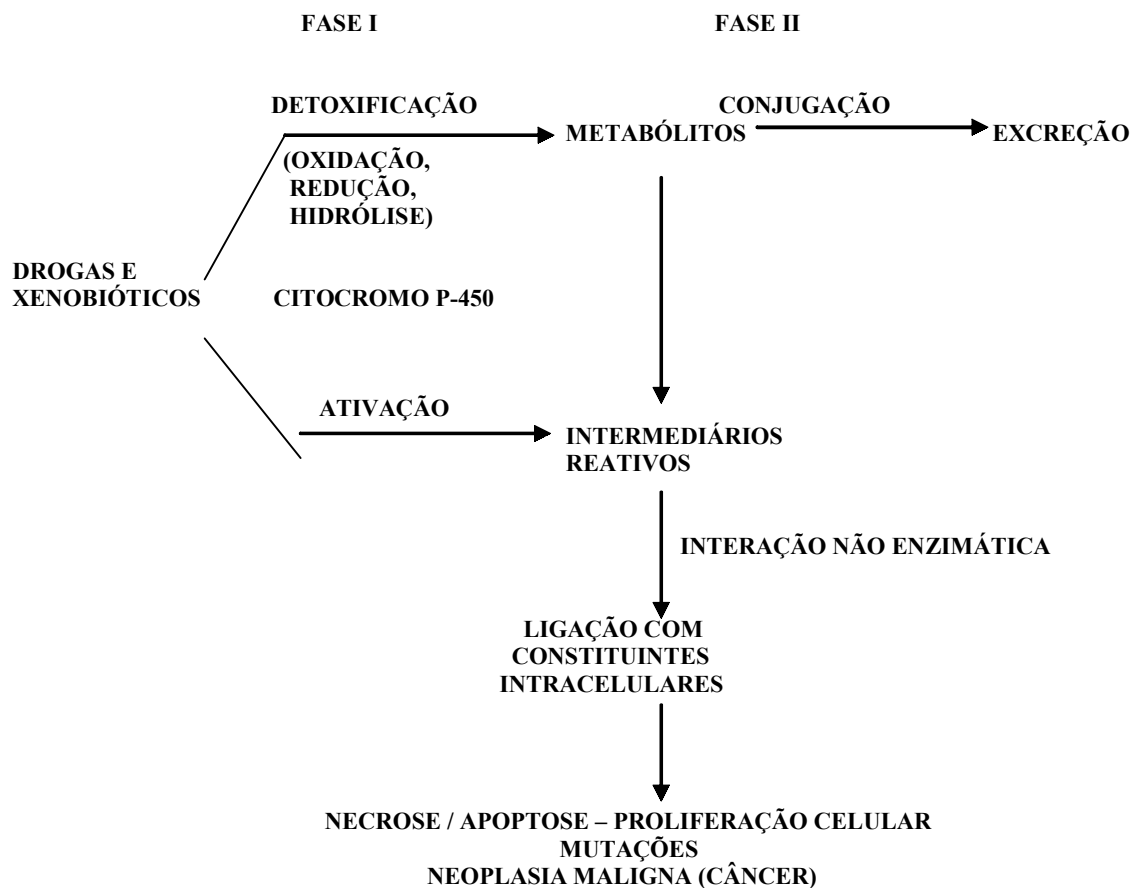 FASE I
FASE II
DETOXIFICAÇÃO
CONJUGAÇÃO
METABÓLITOS
EXCREÇÃO
(OXIDAÇÃO,
REDUÇÃO,
HIDRÓLISE)
DROGAS E
XENOBIÓTICOS
CITOCROMO P-450
ATIVAÇÃO
INTERMEDIÁRIOS
REATIVOS
INTERAÇÃO NÃO ENZIMÁTICA
LIGAÇÃO COM
CONSTITUINTES
INTRACELULARES
NECROSE / APOPTOSE – PROLIFERAÇÃO CELULAR
MUTAÇÕES
NEOPLASIA MALIGNA (CÂNCER)